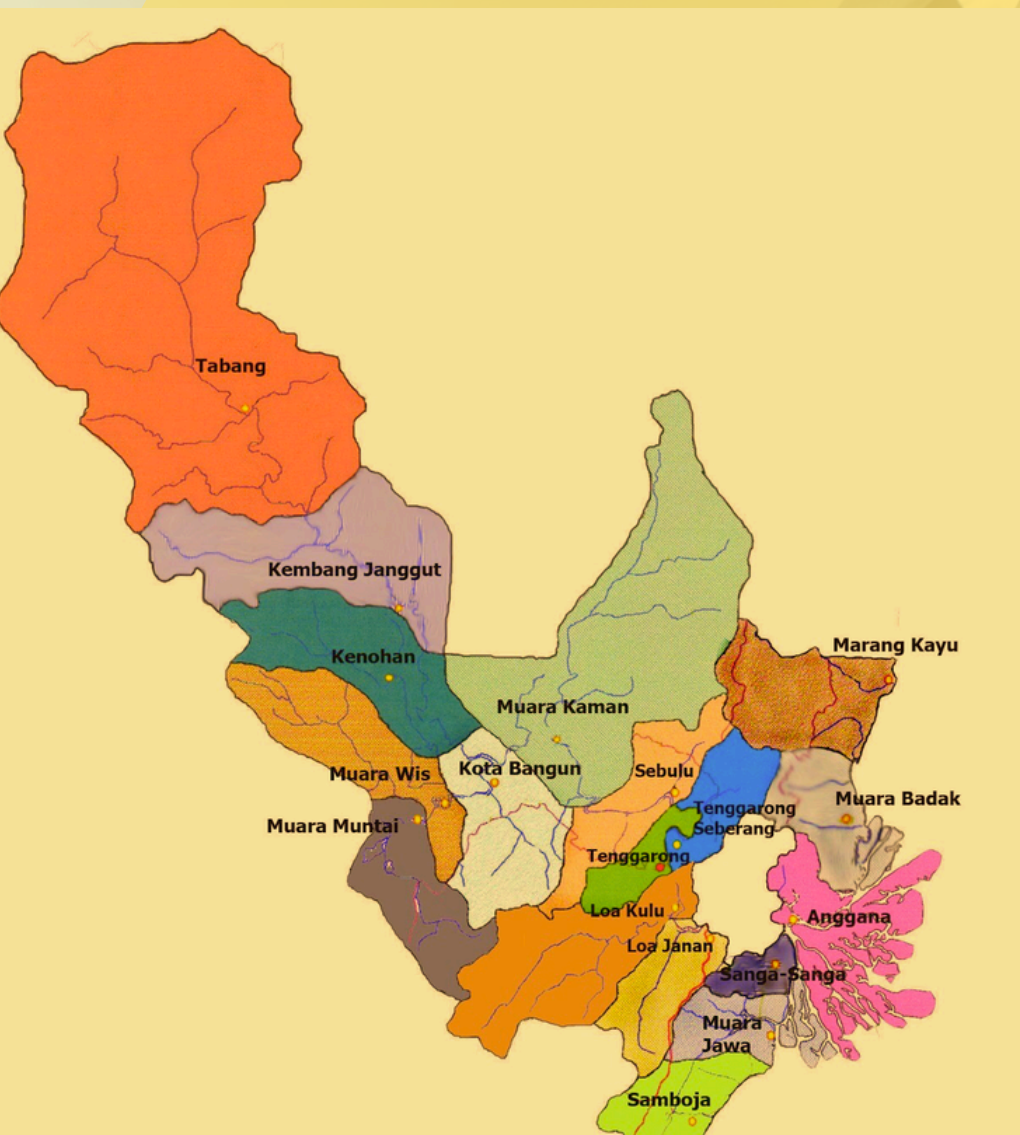 Tabang
Kembang Janggut
Marang Kayu
Kenohan
Muara Kaman
Kota Bangun
Sebulu
Muara Wis
Muara Badak
Tenggarong
Seberang
Muara Muntai
Tenggarong
Loa Kulu
Anggana
Loa Janan
Sanga-Sanga
Muara
Jawa
Samboja